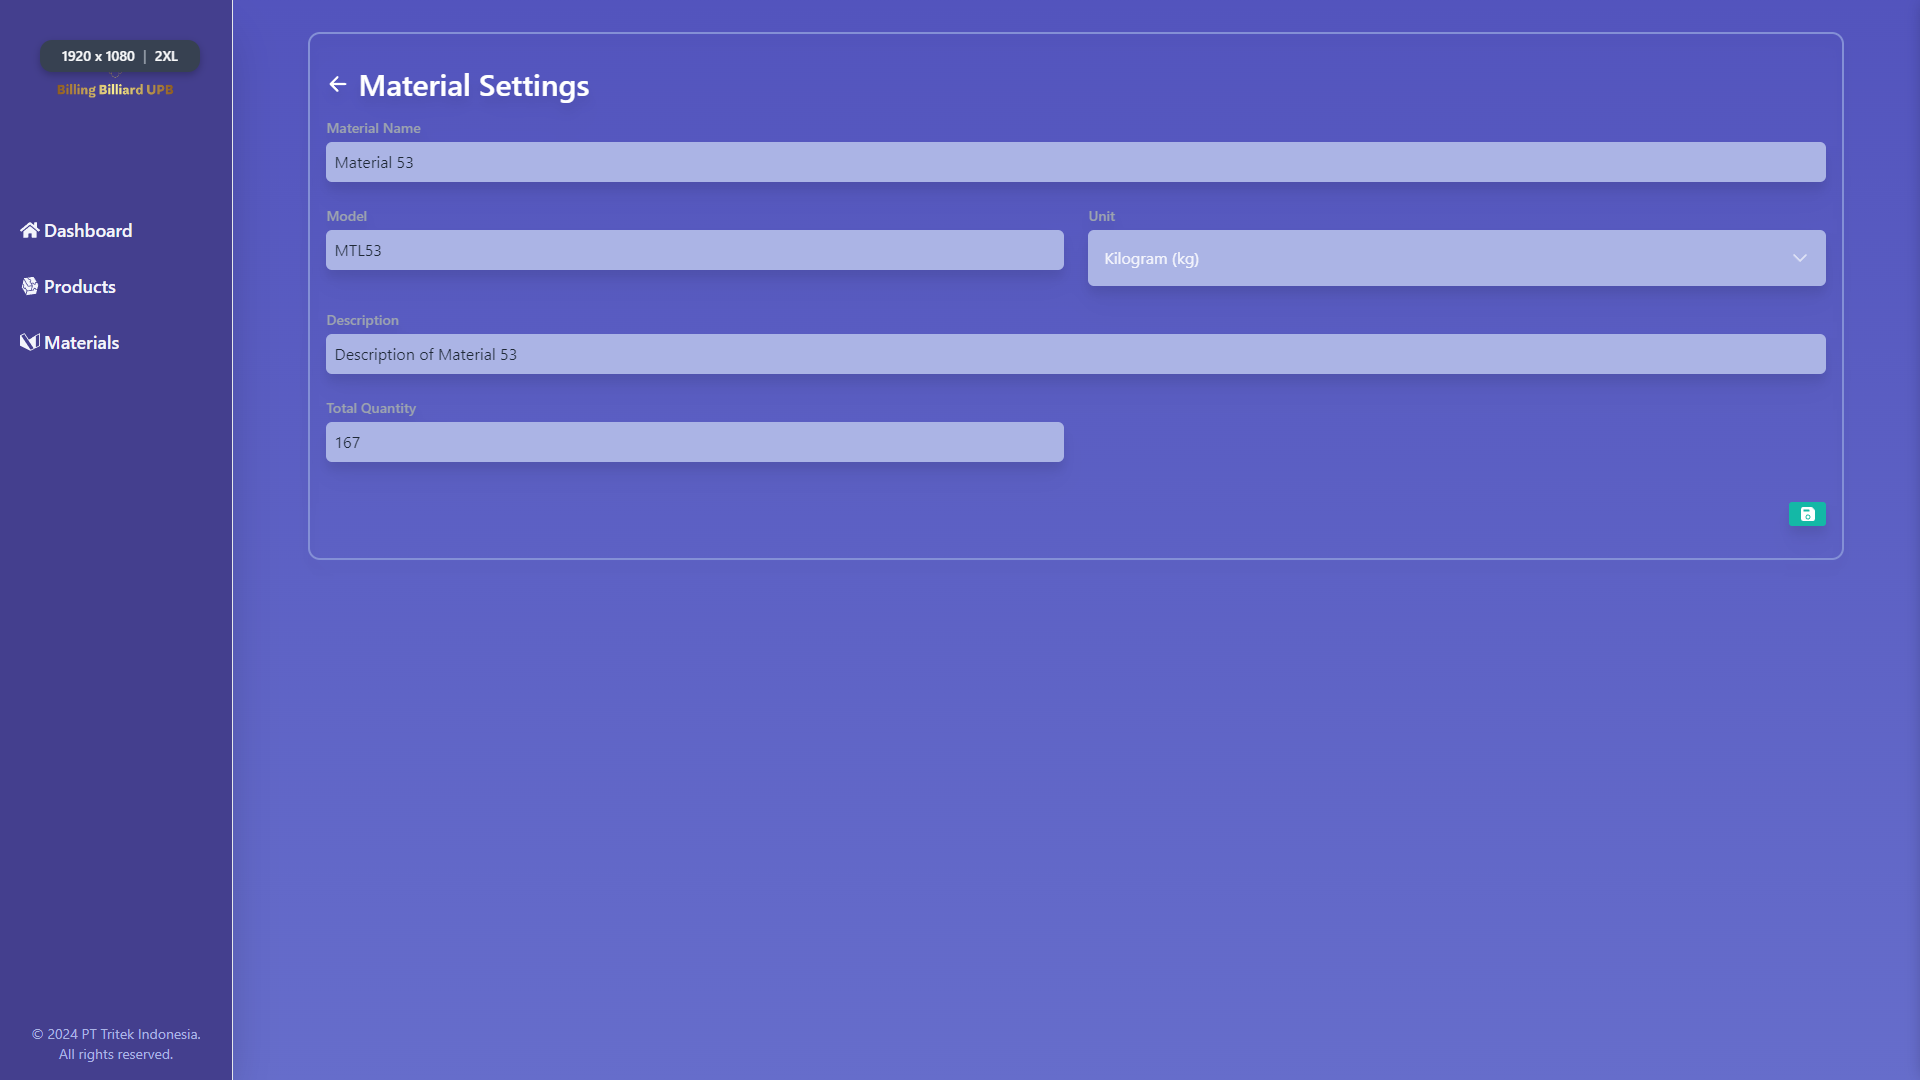 1920 x 1080 | 2XL
Billing Billiard UPB
Dashboard
Products
Materials
© 2024 PT Tritek Indonesia.
All rights reserved.
Material Settings
Material Name
Material 53
Model
MTL53
Unit
Kilogram (kg)
Description
Description of Material 53
Total Quantity
167